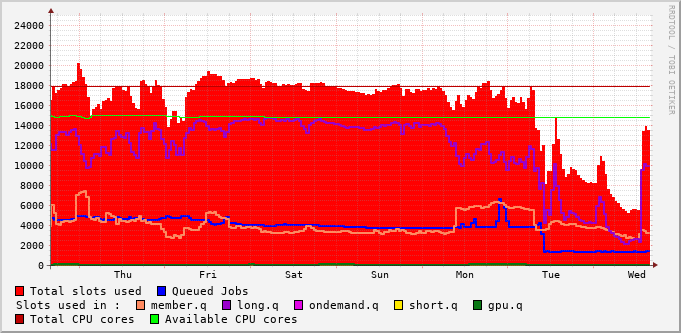 24000
22000
20000
18000
16000
14000
12000
10000
8000
6000
4000
2000
0
Thu Fri Sat Sun Mon Tue Wed
Total slots used Queued Jobs
Slots used in : member.q long.q ondemand.q short.q gpu.q
Total CPU cores Available CPU cores
RRDTOOL / TOBI OETIKER